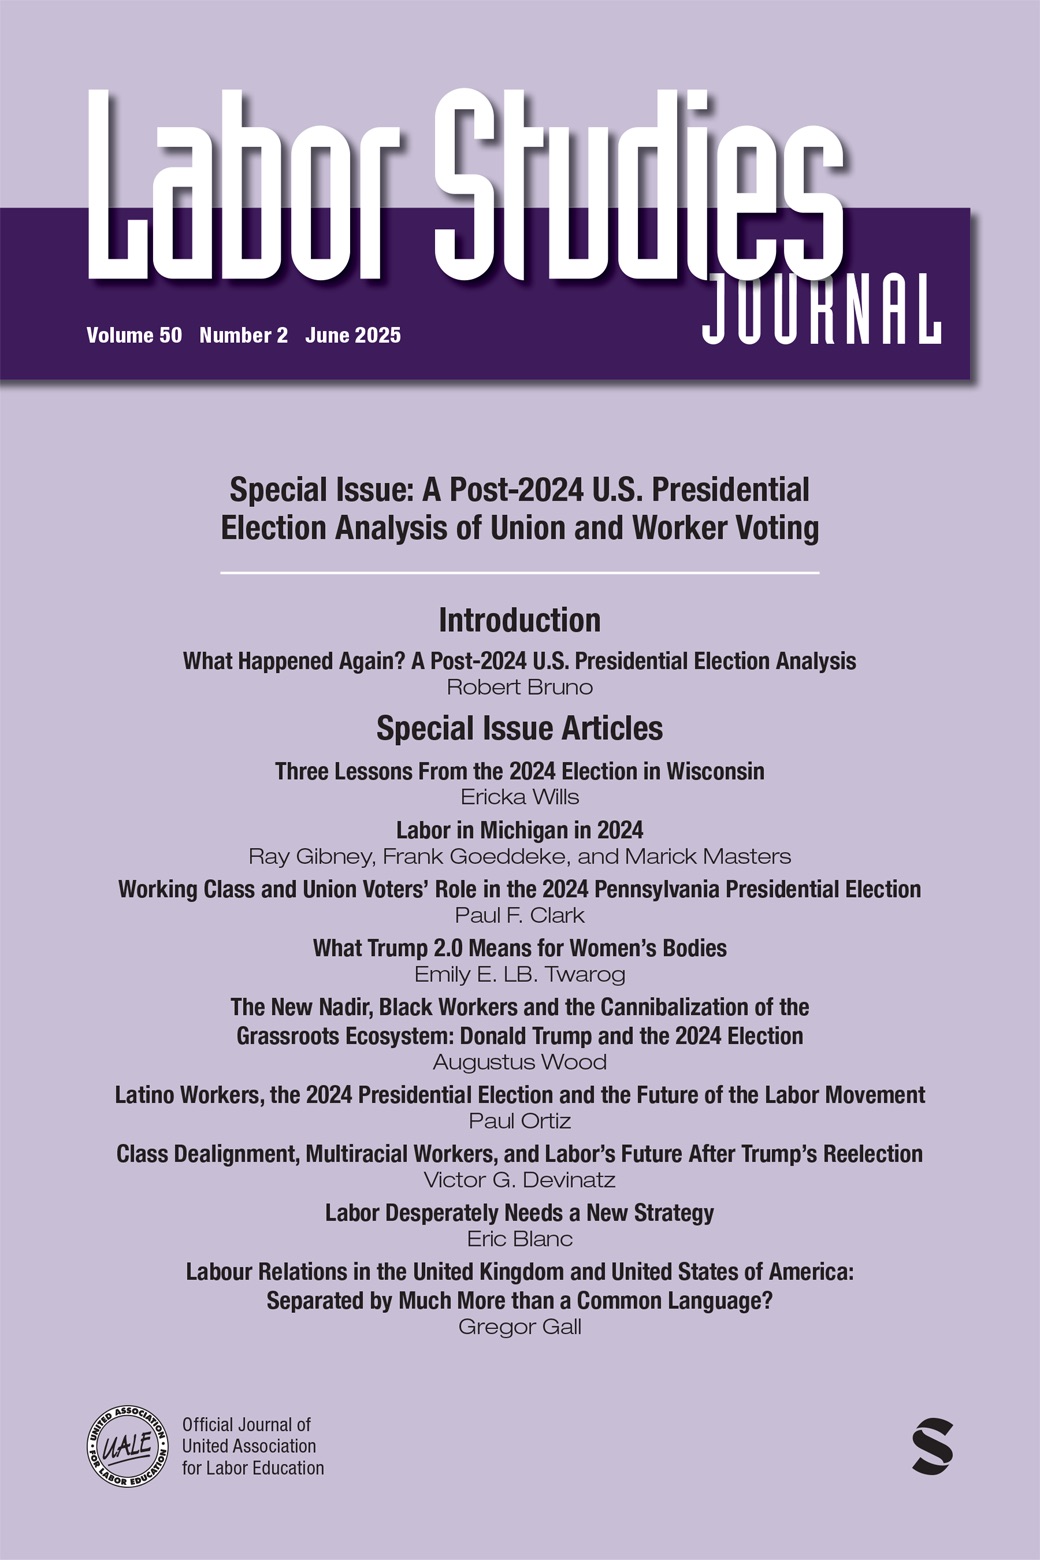 Labor Studies
JOURNAL
Volume 50 Number 2 June 2025
Special Issue: A Post-2024 U.S. Presidential
Election Analysis of Union and Worker Voting
Introduction
What Happened Again? A Post-2024 U.S. Presidential Election Analysis
Robert Bruno
Special Issue Articles
Three Lessons From the 2024 Election in Wisconsin
Ericka Wills
Labor in Michigan in 2024
Ray Gibney, Frank Goeddeke, and Marick Masters
Working Class and Union Voters’ Role in the 2024 Pennsylvania Presidential Election
Paul F. Clark
What Trump 2.0 Means for Women’s Bodies
Emily E. LB. Twarog
The New Nadir, Black Workers and the Cannibalization of the
Grassroots Ecosystem: Donald Trump and the 2024 Election
Augustus Wood
Latino Workers, the 2024 Presidential Election and the Future of the Labor Movement
Paul Ortiz
Class Dealignment, Multiracial Workers, and Labor’s Future After Trump’s Reelection
Victor G. Devinatz
Labor Desperately Needs a New Strategy
Eric Blanc
Labour Relations in the United Kingdom and United States of America:
Separated by Much More than a Common Language?
Gregor Gall
UNITED ASSOCIATION
UALE
FOR LABOR EDUCATION
Official Journal of
United Association
for Labor Education
S